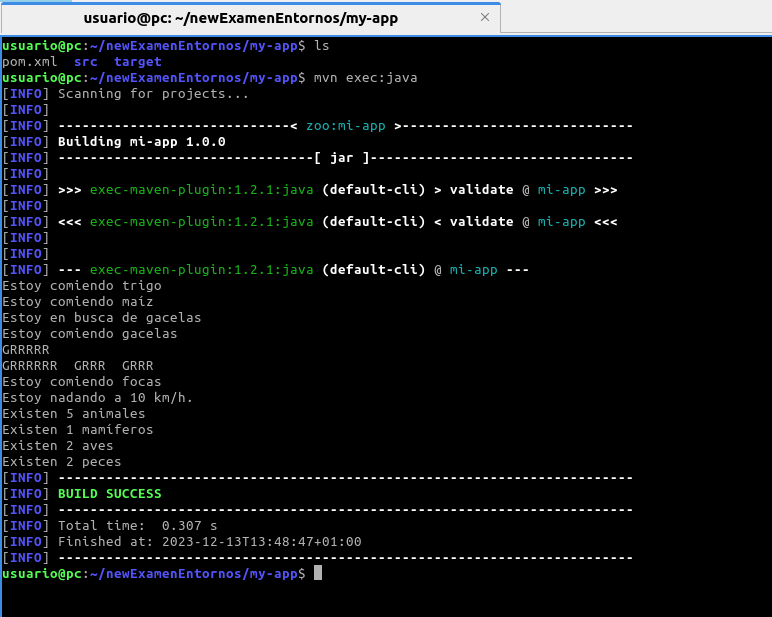 usuario@pc: ~/newExamenEntornos/my-app ×
usuario@pc:~/newExamenEntornos/my-app$ ls
pom.xml  src  target
usuario@pc:~/newExamenEntornos/my-app$ mvn exec:java
[INFO] Scanning for projects...
[INFO]
[INFO] -----------------------------< zoo:mi-app >-----------------------------
[INFO] Building mi-app 1.0.0
[INFO] --------------------------------[ jar ]---------------------------------
[INFO]
[INFO] >>> exec-maven-plugin:1.2.1:java (default-cli) > validate @ mi-app >>>
[INFO]
[INFO] <<< exec-maven-plugin:1.2.1:java (default-cli) < validate @ mi-app <<<
[INFO]
[INFO]
[INFO] --- exec-maven-plugin:1.2.1:java (default-cli) @ mi-app ---
Estoy comiendo trigo
Estoy comiendo maíz
Estoy en busca de gacelas
Estoy comiendo gacelas
GRRRRR
GRRRRRR  GRRR  GRRR
Estoy comiendo focas
Estoy nadando a 10 km/h.
Existen 5 animales
Existen 1 mamíferos
Existen 2 aves
Existen 2 peces
[INFO] ------------------------------------------------------------------------
[INFO] BUILD SUCCESS
[INFO] ------------------------------------------------------------------------
[INFO] Total time:  0.307 s
[INFO] Finished at: 2023-12-13T13:48:47+01:00
[INFO] ------------------------------------------------------------------------
usuario@pc:~/newExamenEntornos/my-app$